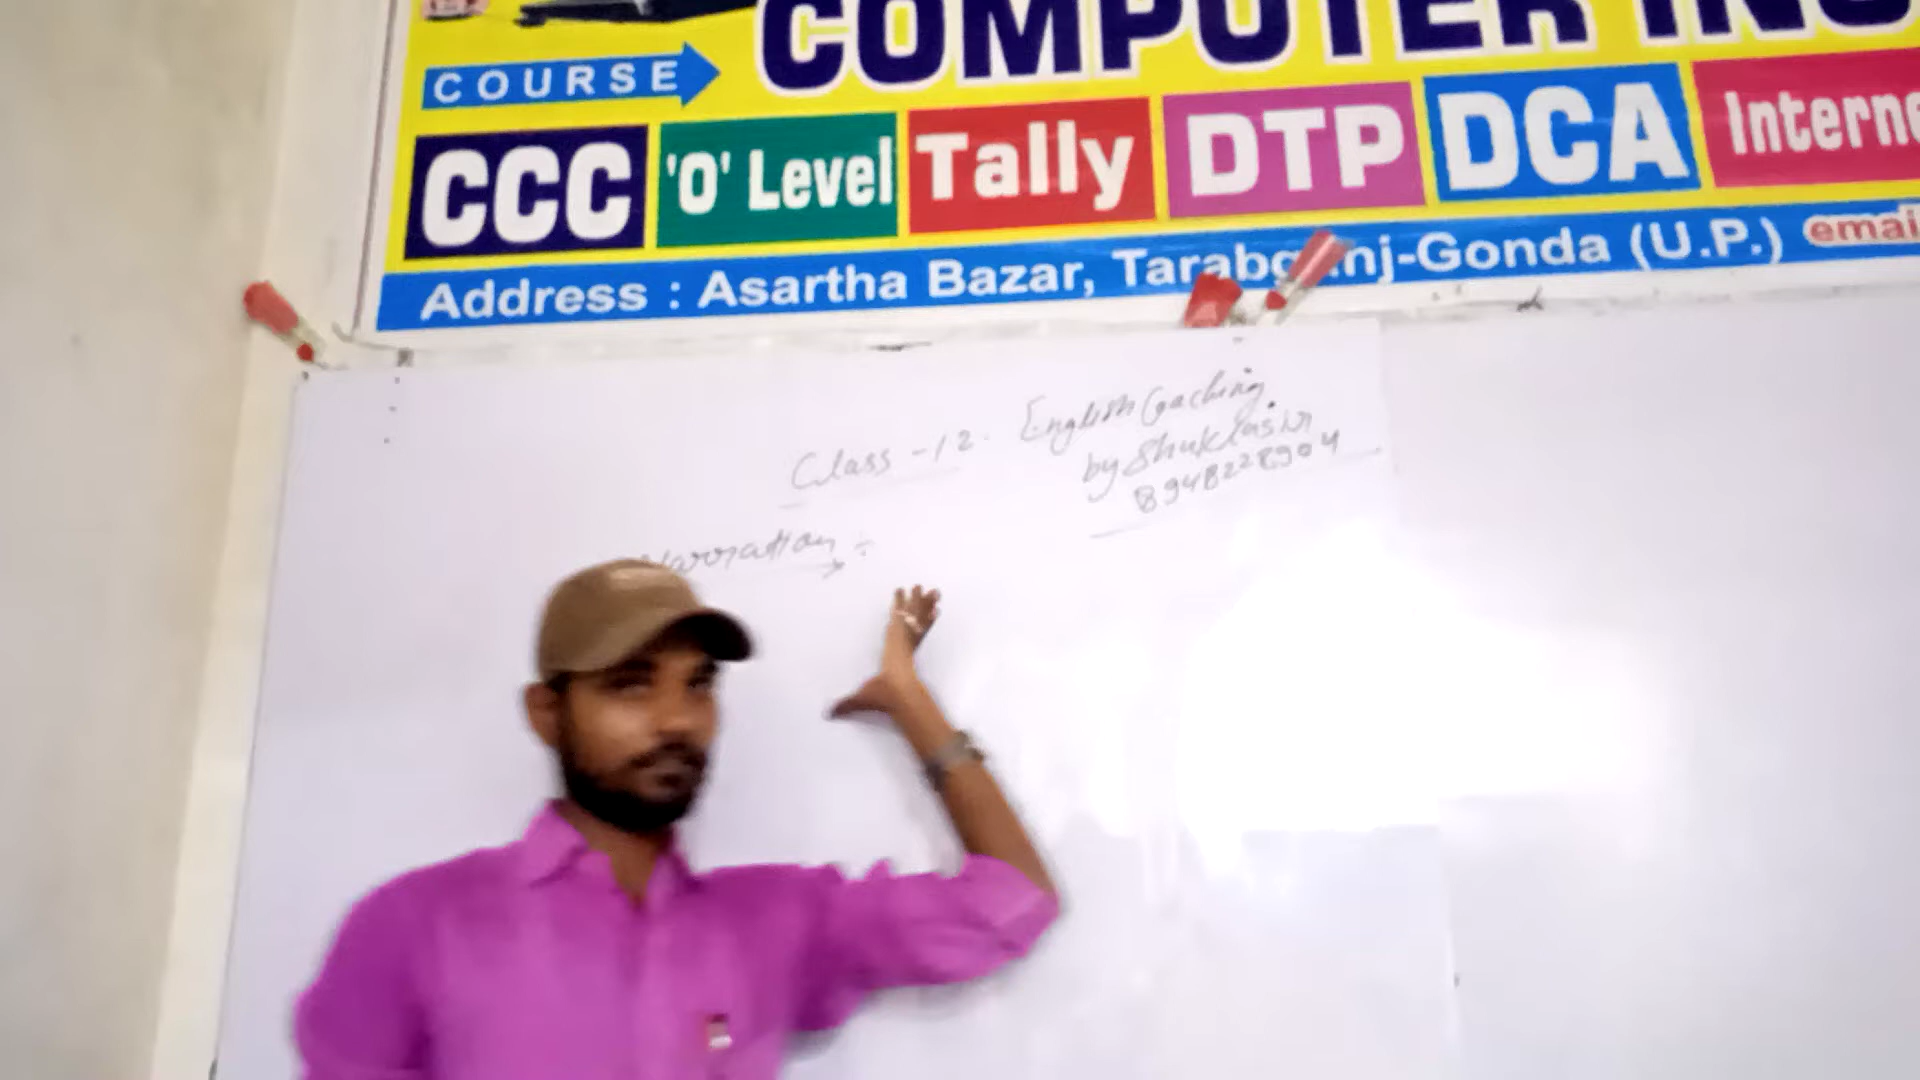 COMPUTER INS
COURSE
CCC 'O' Level Tally DTP DCA Interne
Address : Asartha Bazar, Tarabganj-Gonda (U.P.) emai
Class -12. English Coaching.
by Shukla sir
8948228904
Narration ÷